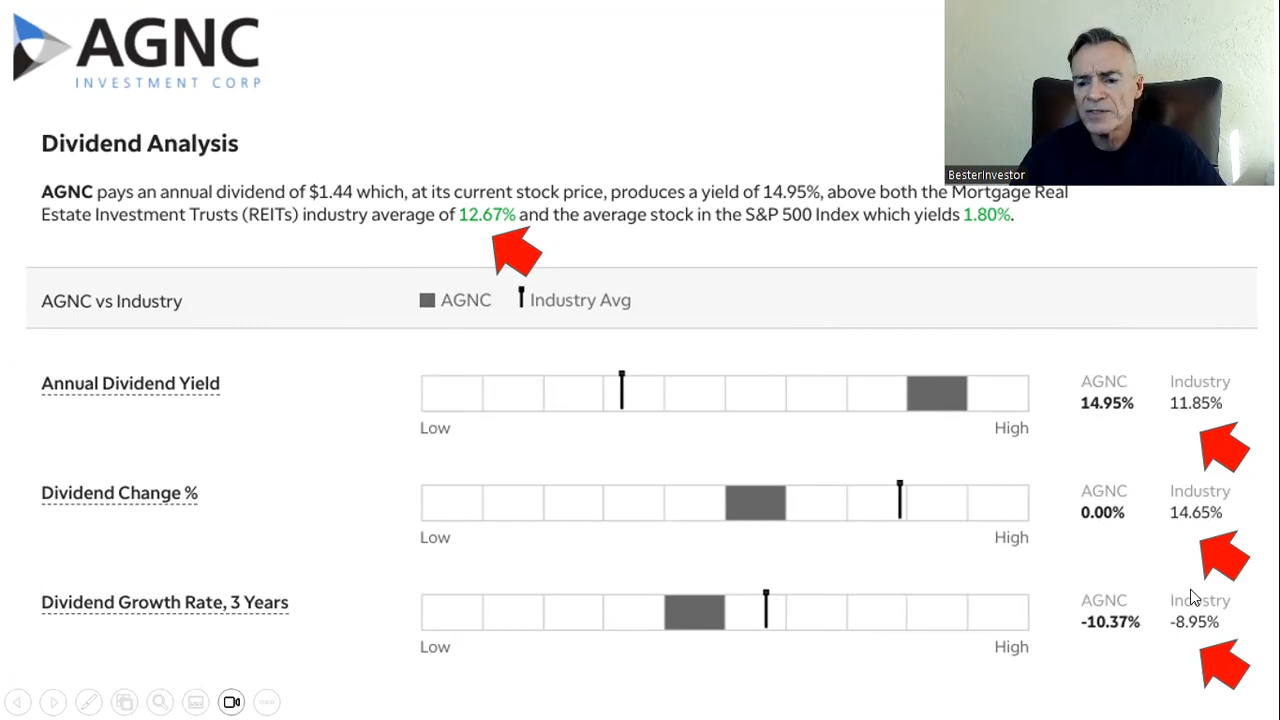 AGNC
INVESTMENT CORP
BesterInvestor
Dividend Analysis
AGNC pays an annual dividend of $1.44 which, at its current stock price, produces a yield of 14.95%, above both the Mortgage Real
Estate Investment Trusts (REITs) industry average of 12.67% and the average stock in the S&P 500 Index which yields 1.80%.
AGNC vs Industry AGNC Industry Avg
Annual Dividend Yield
AGNC Industry
14.95% 11.85%
Low High
Dividend Change %
AGNC Industry
0.00% 14.65%
Low High
Dividend Growth Rate, 3 Years
AGNC Industry
-10.37% -8.95%
Low High